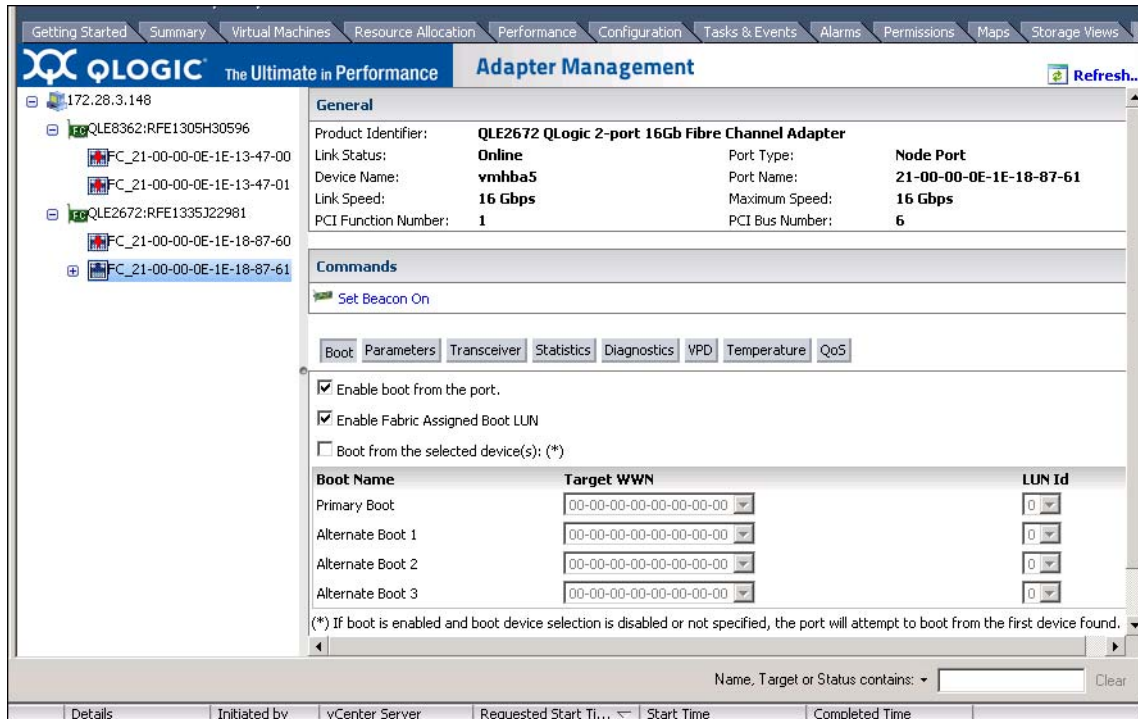 Getting Started Summary Virtual Machines Resource Allocation Performance Configuration Tasks & Events Alarms Permissions Maps Storage Views
QLOGIC The Ultimate in Performance Adapter Management
Refresh..
172.28.3.148
QLE8362:RFE1305H30596
FC_21-00-00-0E-1E-13-47-00
FC_21-00-00-0E-1E-13-47-01
QLE2672:RFE1335J22981
FC_21-00-00-0E-1E-18-87-60
FC_21-00-00-0E-1E-18-87-61
General
Product Identifier: QLE2672 QLogic 2-port 16Gb Fibre Channel Adapter
Link Status: Online Port Type: Node Port
Device Name: vmhba5 Port Name: 21-00-00-0E-1E-18-87-61
Link Speed: 16 Gbps Maximum Speed: 16 Gbps
PCI Function Number: 1 PCI Bus Number: 6
Commands
Set Beacon On
Boot Parameters Transceiver Statistics Diagnostics VPD Temperature QoS
Enable boot from the port.
Enable Fabric Assigned Boot LUN
Boot from the selected device(s): (*)
Boot Name Target WWN LUN Id
Primary Boot 00-00-00-00-00-00-00-00 0
Alternate Boot 1 00-00-00-00-00-00-00-00 0
Alternate Boot 2 00-00-00-00-00-00-00-00 0
Alternate Boot 3 00-00-00-00-00-00-00-00 0
(*) If boot is enabled and boot device selection is disabled or not specified, the port will attempt to boot from the first device found.
Name, Target or Status contains: Clear
Details Initiated by vCenter Server Requested Start Ti... Start Time Completed Time